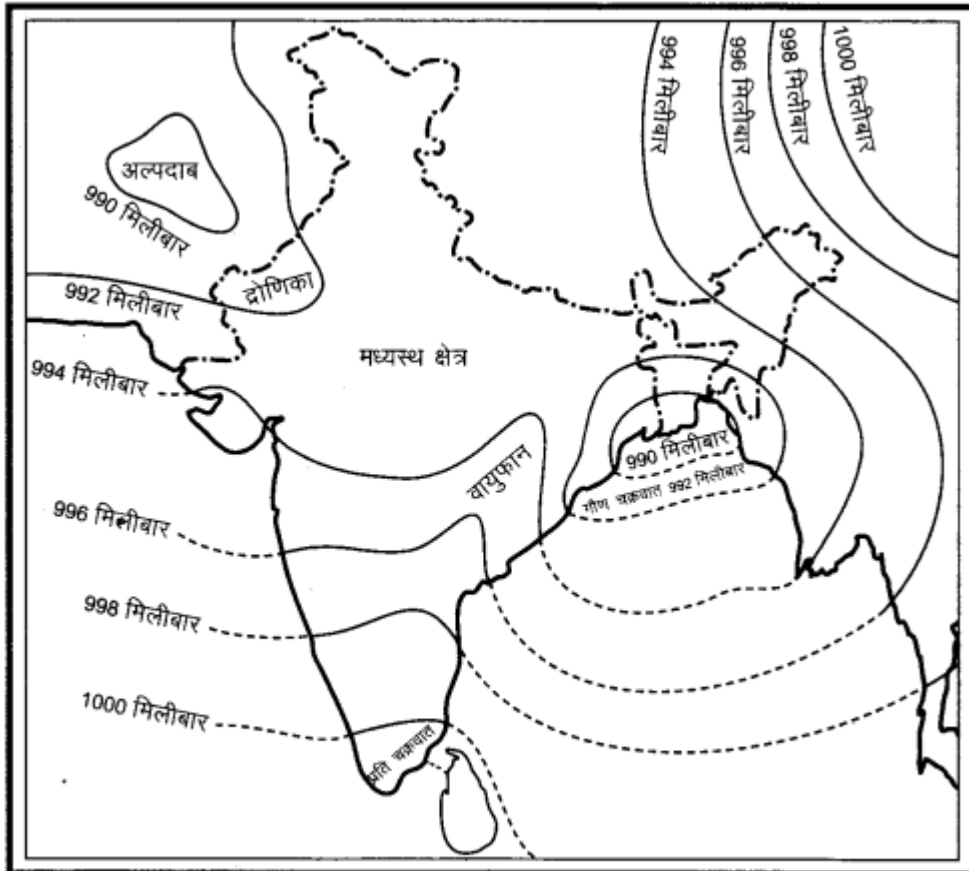 994 मिलीबार
996 मिलीबार
998 मिलीबार
1000 मिलीबार
अल्पदाब
990 मिलीबार
992 मिलीबार
द्रोणिका
994 मिलीबार
मध्यस्थ क्षेत्र
वायुफान
990 मिलीबार
गौण चक्रवात 992 मिलीबार
996 मिलीबार
998 मिलीबार
1000 मिलीबार
प्रति चक्रवात